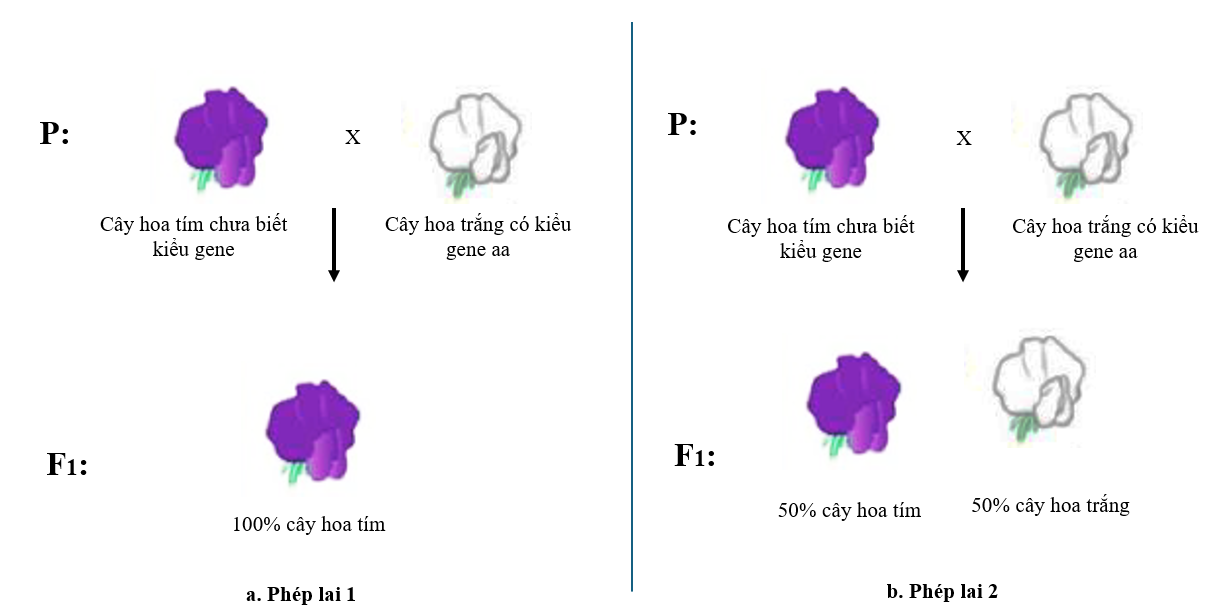 P:
X
Cây hoa tím chưa biết
kiểu gene
Cây hoa trắng có kiểu
gene aa
F1:
100% cây hoa tím
a. Phép lai 1
P:
X
Cây hoa tím chưa biết
kiểu gene
Cây hoa trắng có kiểu
gene aa
F1:
50% cây hoa tím
50% cây hoa trắng
b. Phép lai 2